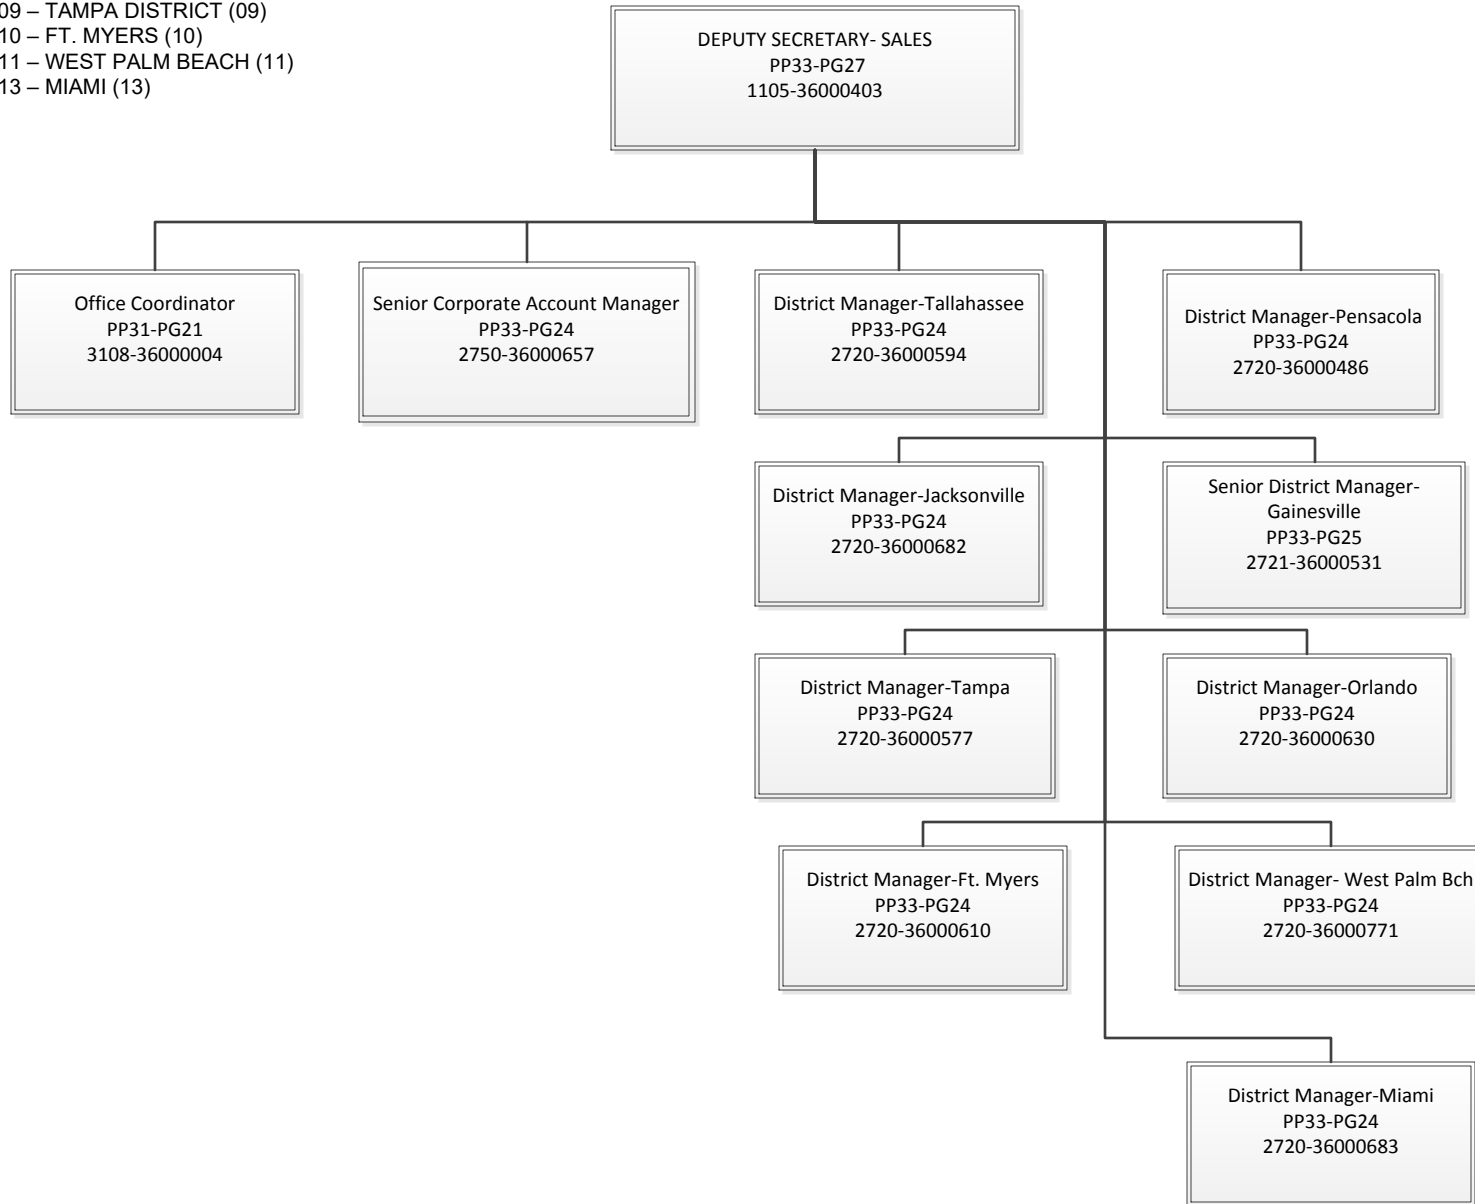 09 – TAMPA DISTRICT (09)
10 – FT. MYERS (10)
11 – WEST PALM BEACH (11)
13 – MIAMI (13)
DEPUTY SECRETARY- SALES
PP33-PG27
1105-36000403
Office Coordinator
PP31-PG21
3108-36000004
Senior Corporate Account Manager
PP33-PG24
2750-36000657
District Manager-Tallahassee
PP33-PG24
2720-36000594
District Manager-Pensacola
PP33-PG24
2720-36000486
District Manager-Jacksonville
PP33-PG24
2720-36000682
Senior District Manager-
Gainesville
PP33-PG25
2721-36000531
District Manager-Tampa
PP33-PG24
2720-36000577
District Manager-Orlando
PP33-PG24
2720-36000630
District Manager-Ft. Myers
PP33-PG24
2720-36000610
District Manager- West Palm Bch
PP33-PG24
2720-36000771
District Manager-Miami
PP33-PG24
2720-36000683